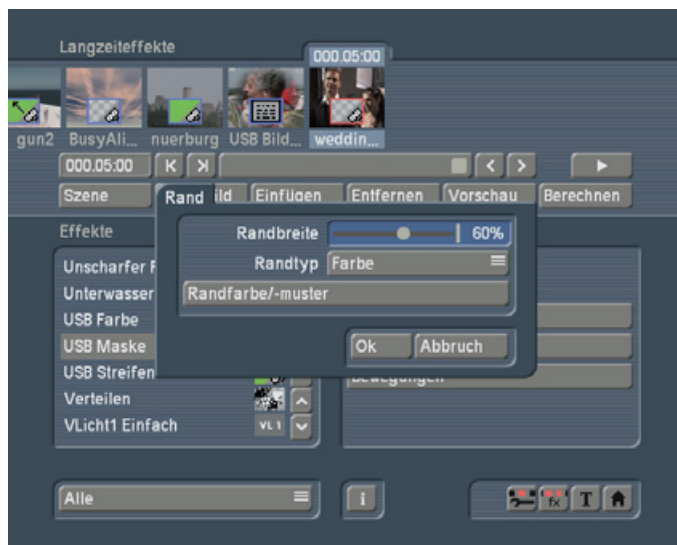 Langzeiteffekte
000.05:00
gun2 BusyAli... nuerburg USB Bild... weddin...
000.05:00
Szene Rand ild Einfügen Entfernen Vorschau Berechnen
Effekte
Randbreite 60%
Randtyp Farbe
Randfarbe/-muster
Ok Abbruch
Unscharfer
Unterwasser
USB Farbe
USB Maske
USB Streifen
Bewegungen
Verteilen
VLicht1 Einfach VL 1
Alle
i fx T